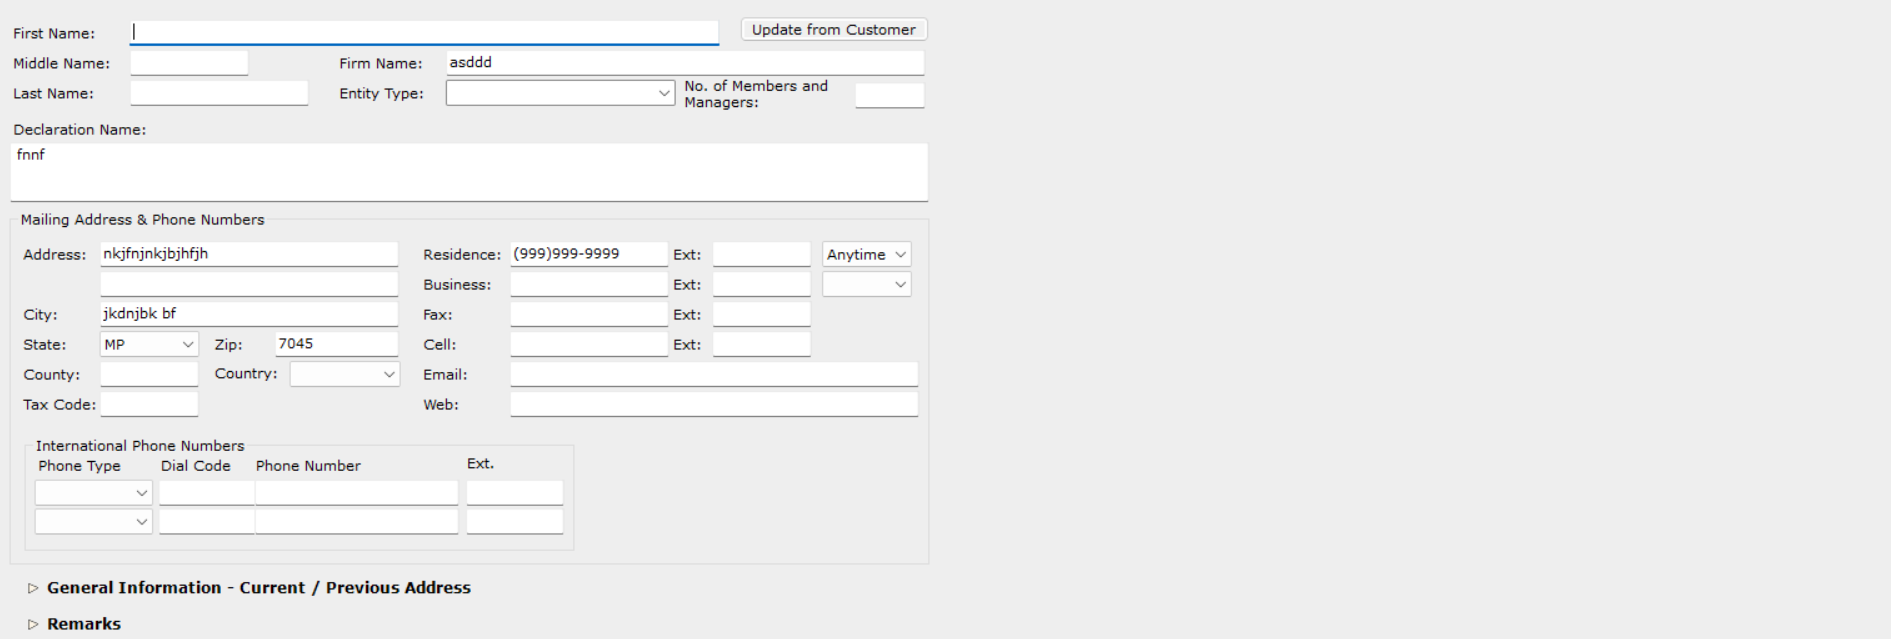 First Name: Update from Customer
Middle Name: Firm Name: asddd
Last Name: Entity Type: No. of Members and Managers:
Declaration Name:
fnnf
Mailing Address & Phone Numbers
Address: nkjfnjnkjbjhfjh Residence: (999)999-9999 Ext: Anytime
Business: Ext:
City: jkdnjbk bf Fax: Ext:
State: MP Zip: 7045 Cell: Ext:
County: Country: Email:
Tax Code: Web:
International Phone Numbers
Phone Type Dial Code Phone Number Ext.
General Information - Current / Previous Address
Remarks